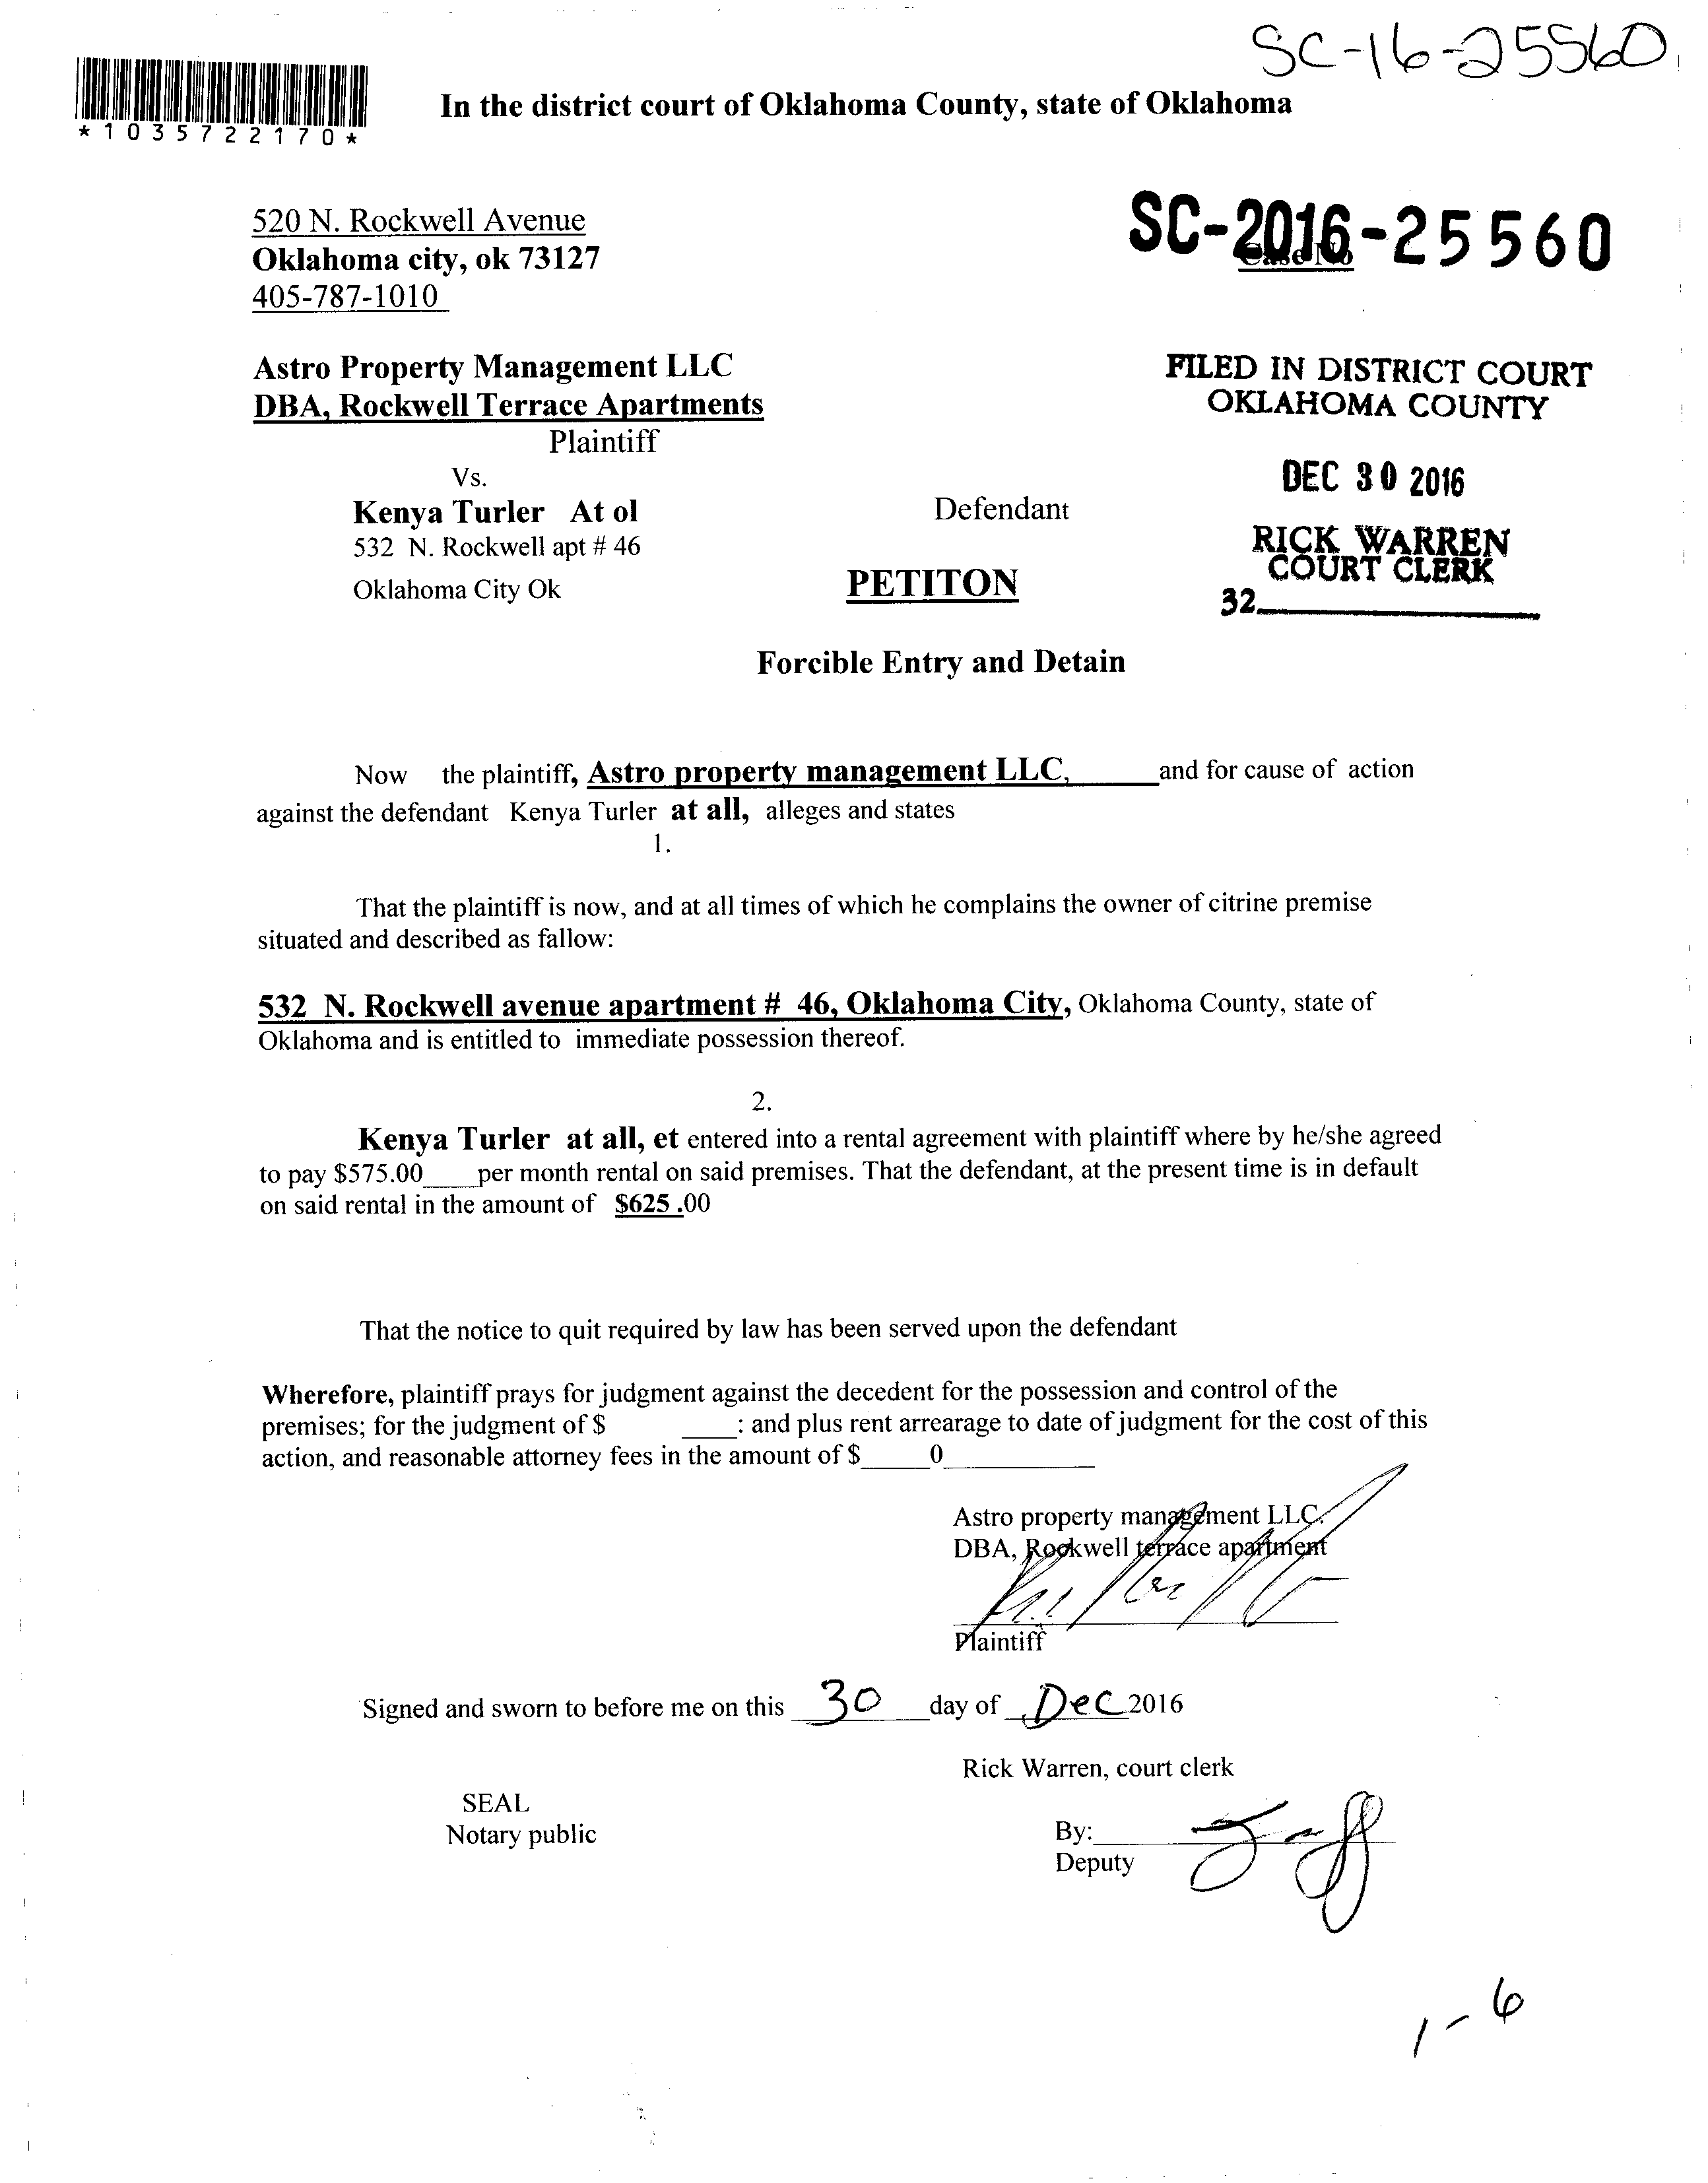 SC-16-25560
*1035722170*
In the district court of Oklahoma County, state of Oklahoma
520 N. Rockwell Avenue
Oklahoma city, ok 73127
405-787-1010
SC-2016-25560
Case No
Astro Property Management LLC
DBA, Rockwell Terrace Apartments
Plaintiff
Vs.
Kenya Turler At ol
Defendant
532 N. Rockwell apt # 46
Oklahoma City Ok
FILED IN DISTRICT COURT
OKLAHOMA COUNTY
DEC 30 2016
RICK WARREN
COURT CLERK
32
PETITON
Forcible Entry and Detain
Now the plaintiff, Astro property management LLC, and for cause of action
against the defendant Kenya Turler at all, alleges and states
1.
That the plaintiff is now, and at all times of which he complains the owner of citrine premise
situated and described as fallow:
532 N. Rockwell avenue apartment # 46, Oklahoma City, Oklahoma County, state of
Oklahoma and is entitled to immediate possession thereof.
2.
Kenya Turler at all, et entered into a rental agreement with plaintiff where by he/she agreed
to pay $575.00____per month rental on said premises. That the defendant, at the present time is in default
on said rental in the amount of $625 .00
That the notice to quit required by law has been served upon the defendant
Wherefore, plaintiff prays for judgment against the decedent for the possession and control of the
premises; for the judgment of $ ____: and plus rent arrearage to date of judgment for the cost of this
action, and reasonable attorney fees in the amount of $_____0___________
Astro property management LLC.
DBA, Rockwell terrace apartment
Plaintiff
Signed and sworn to before me on this 30 day of Dec 2016
Rick Warren, court clerk
SEAL
Notary public
By:
Deputy
1-6